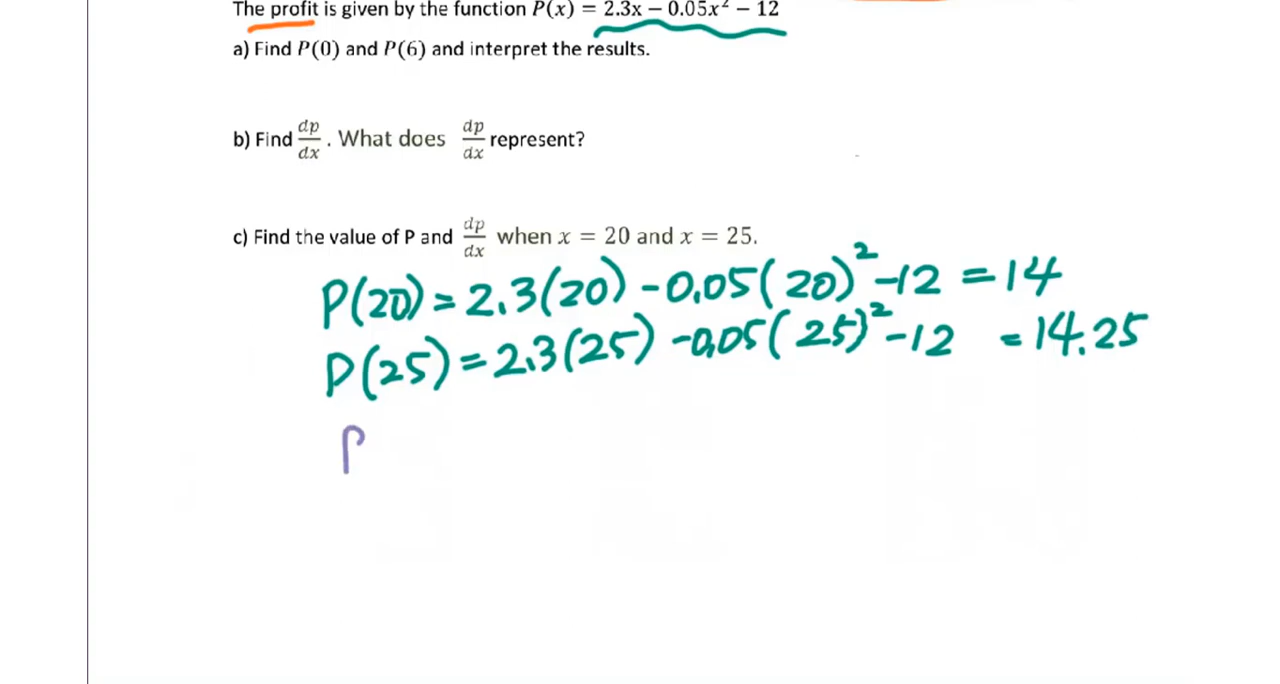 The profit is given by the function P(x) = 2.3x − 0.05x² − 12
a) Find P(0) and P(6) and interpret the results.
b) Find dp/dx . What does dp/dx represent?
c) Find the value of P and dp/dx when x = 20 and x = 25.
P(20) = 2.3(20) - 0.05(20)² - 12 = 14
P(25) = 2.3(25) - 0.05(25)² - 12 = 14.25
P